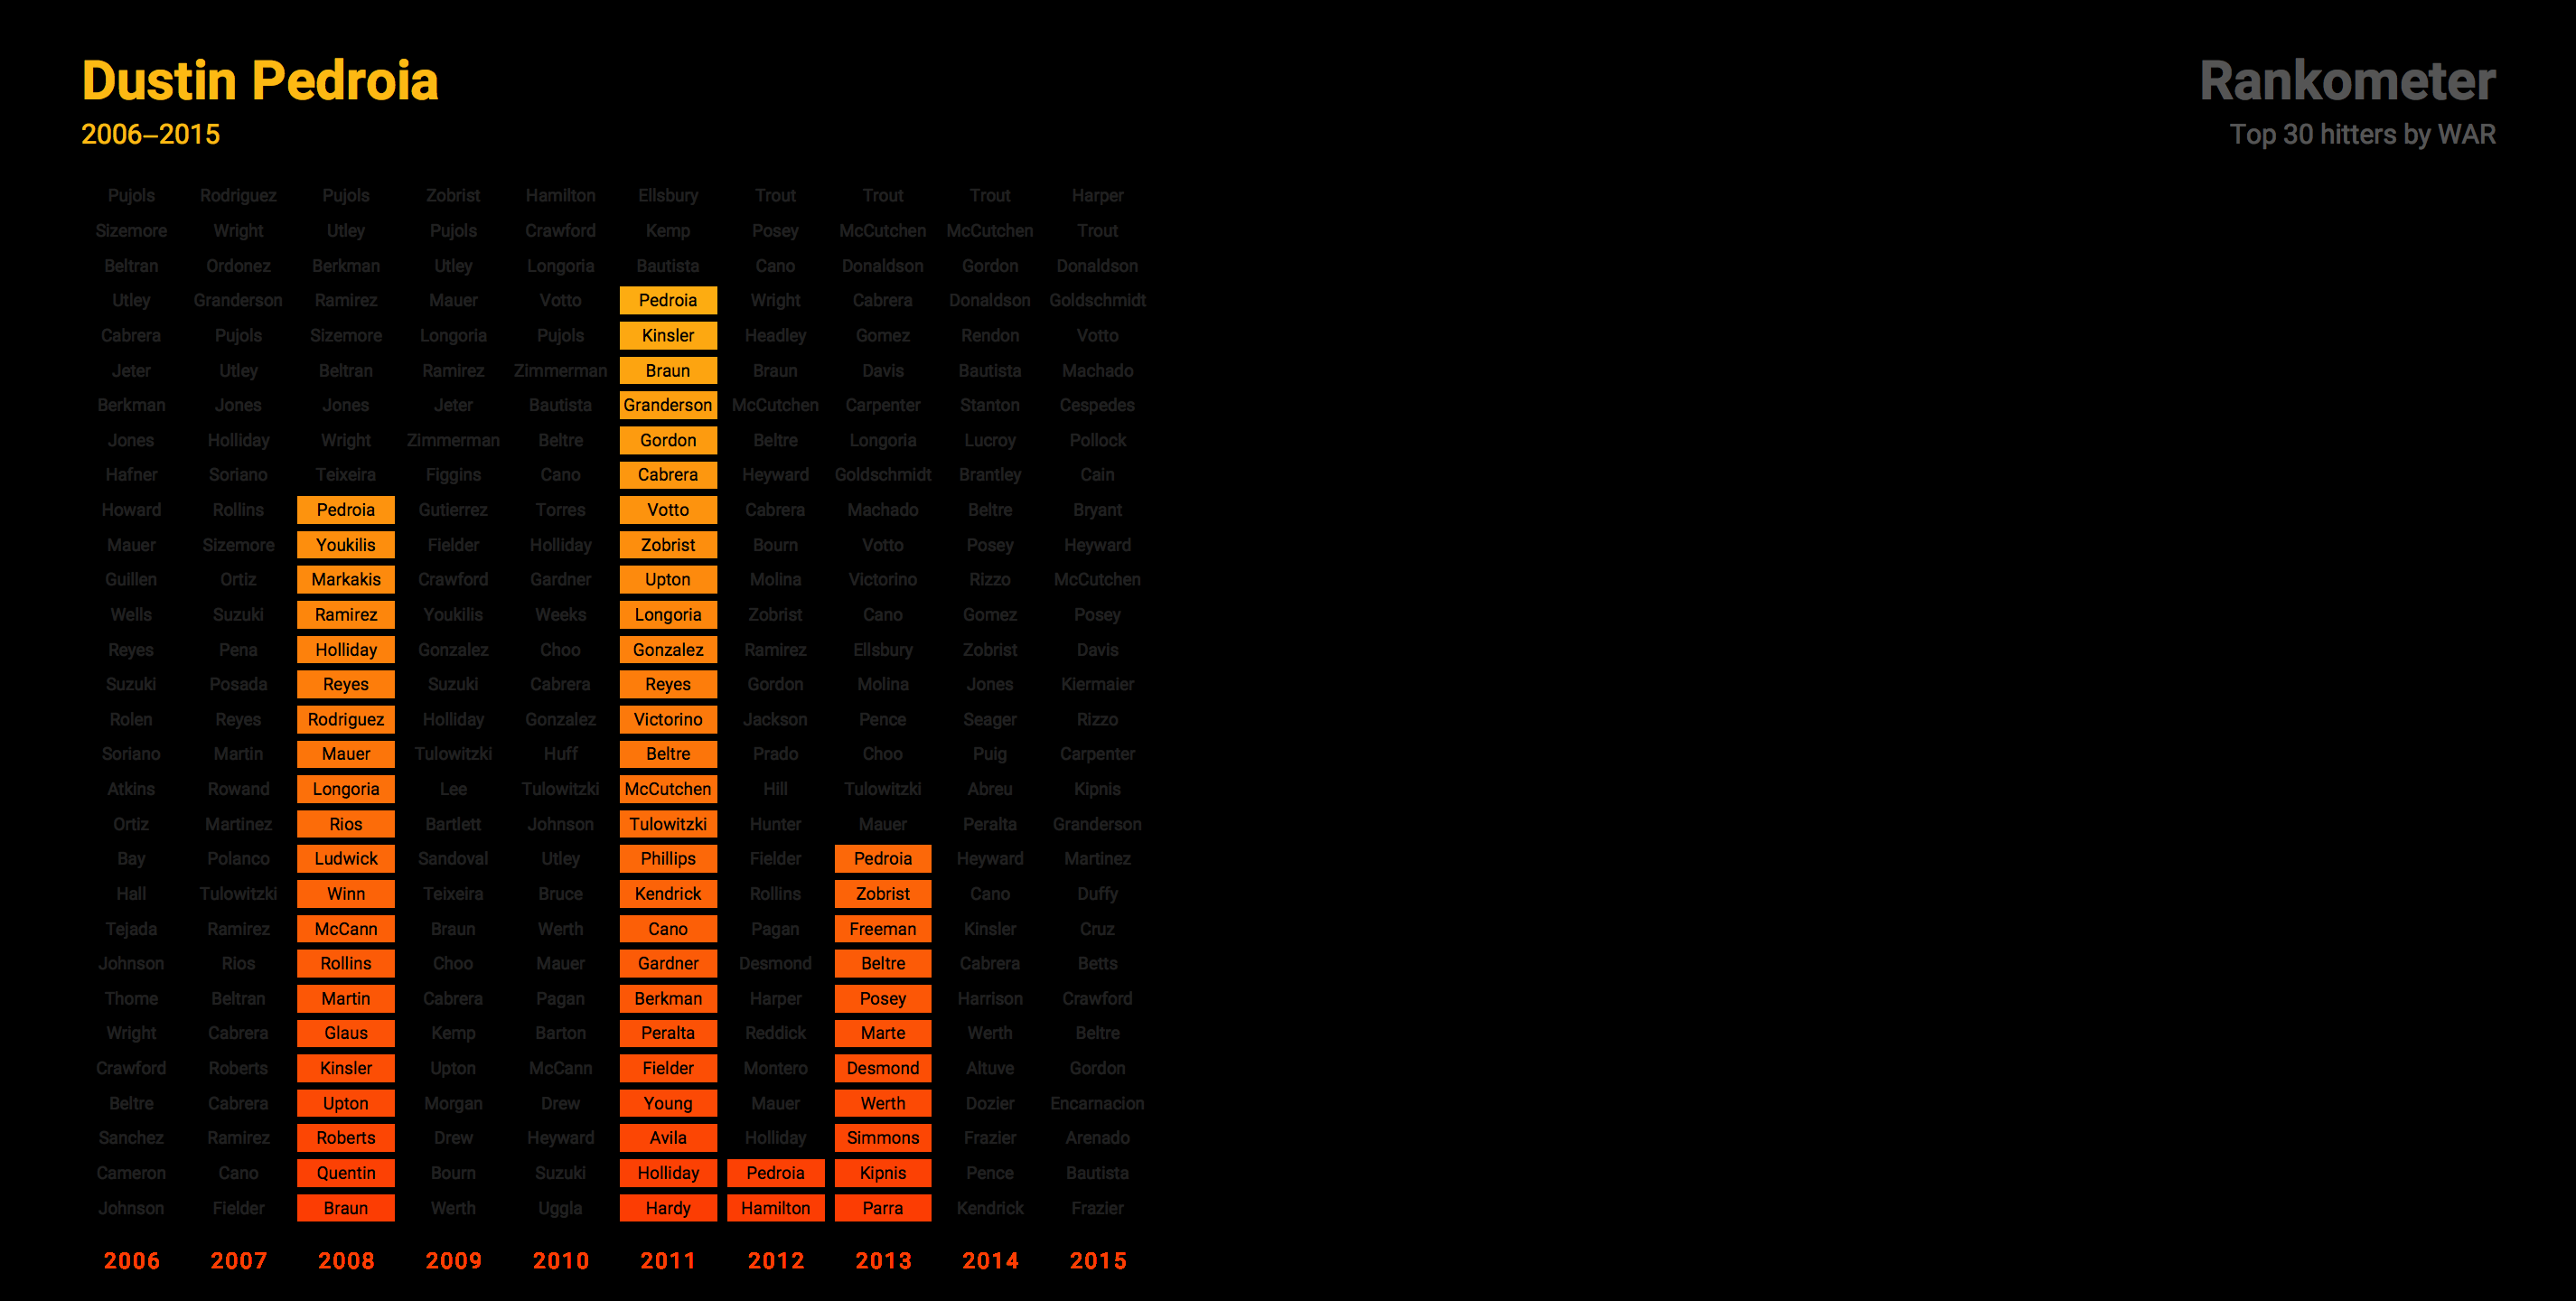 Dustin Pedroia
2006–2015
Rankometer
Top 30 hitters by WAR
Pujols Rodriguez Pujols Zobrist Hamilton Ellsbury Trout Trout Trout Harper
Sizemore Wright Utley Pujols Crawford Kemp Posey McCutchen McCutchen Trout
Beltran Ordonez Berkman Utley Longoria Bautista Cano Donaldson Gordon Donaldson
Utley Granderson Ramirez Mauer Votto Pedroia Wright Cabrera Donaldson Goldschmidt
Cabrera Pujols Sizemore Longoria Pujols Kinsler Headley Gomez Rendon Votto
Jeter Utley Beltran Ramirez Zimmerman Braun Braun Davis Bautista Machado
Berkman Jones Jones Jeter Bautista Granderson McCutchen Carpenter Stanton Cespedes
Jones Holliday Wright Zimmerman Beltre Gordon Beltre Longoria Lucroy Pollock
Hafner Soriano Teixeira Figgins Cano Cabrera Heyward Goldschmidt Brantley Cain
Howard Rollins Pedroia Gutierrez Torres Votto Cabrera Machado Beltre Bryant
Mauer Sizemore Youkilis Fielder Holliday Zobrist Bourn Votto Posey Heyward
Guillen Ortiz Markakis Crawford Gardner Upton Molina Victorino Rizzo McCutchen
Wells Suzuki Ramirez Youkilis Weeks Longoria Zobrist Cano Gomez Posey
Reyes Pena Holliday Gonzalez Choo Gonzalez Ramirez Ellsbury Zobrist Davis
Suzuki Posada Reyes Suzuki Cabrera Reyes Gordon Molina Jones Kiermaier
Rolen Reyes Rodriguez Holliday Gonzalez Victorino Jackson Pence Seager Rizzo
Soriano Martin Mauer Tulowitzki Huff Beltre Prado Choo Puig Carpenter
Atkins Rowand Longoria Lee Tulowitzki McCutchen Hill Tulowitzki Abreu Kipnis
Ortiz Martinez Rios Bartlett Johnson Tulowitzki Hunter Mauer Peralta Granderson
Bay Polanco Ludwick Sandoval Utley Phillips Fielder Pedroia Heyward Martinez
Hall Tulowitzki Winn Teixeira Bruce Kendrick Rollins Zobrist Cano Duffy
Tejada Ramirez McCann Braun Werth Cano Pagan Freeman Kinsler Cruz
Johnson Rios Rollins Choo Mauer Gardner Desmond Beltre Cabrera Betts
Thome Beltran Martin Cabrera Pagan Berkman Harper Posey Harrison Crawford
Wright Cabrera Glaus Kemp Barton Peralta Reddick Marte Werth Beltre
Crawford Roberts Kinsler Upton McCann Fielder Montero Desmond Altuve Gordon
Beltre Cabrera Upton Morgan Drew Young Mauer Werth Dozier Encarnacion
Sanchez Ramirez Roberts Drew Heyward Avila Holliday Simmons Frazier Arenado
Cameron Cano Quentin Bourn Suzuki Holliday Pedroia Kipnis Pence Bautista
Johnson Fielder Braun Werth Uggla Hardy Hamilton Parra Kendrick Frazier
2006 2007 2008 2009 2010 2011 2012 2013 2014 2015